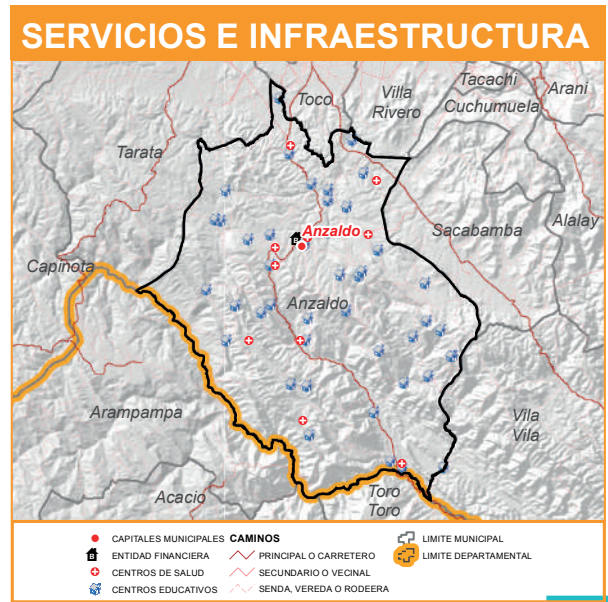 SERVICIOS E INFRAESTRUCTURA
Tacachi
Toco
Villa
Rivero
Arani
Cuchumuela
Tarata
Anzaldo
Sacabamba
Alalay
Capinota
Anzaldo
Arampampa
Vila
Vila
Acacio
Toro
Toro
CAPITALES MUNICIPALES
ENTIDAD FINANCIERA
CENTROS DE SALUD
CENTROS EDUCATIVOS
CAMINOS
PRINCIPAL O CARRETERO
SECUNDARIO O VECINAL
SENDA, VEREDA O RODEERA
LIMITE MUNICIPAL
LIMITE DEPARTAMENTAL